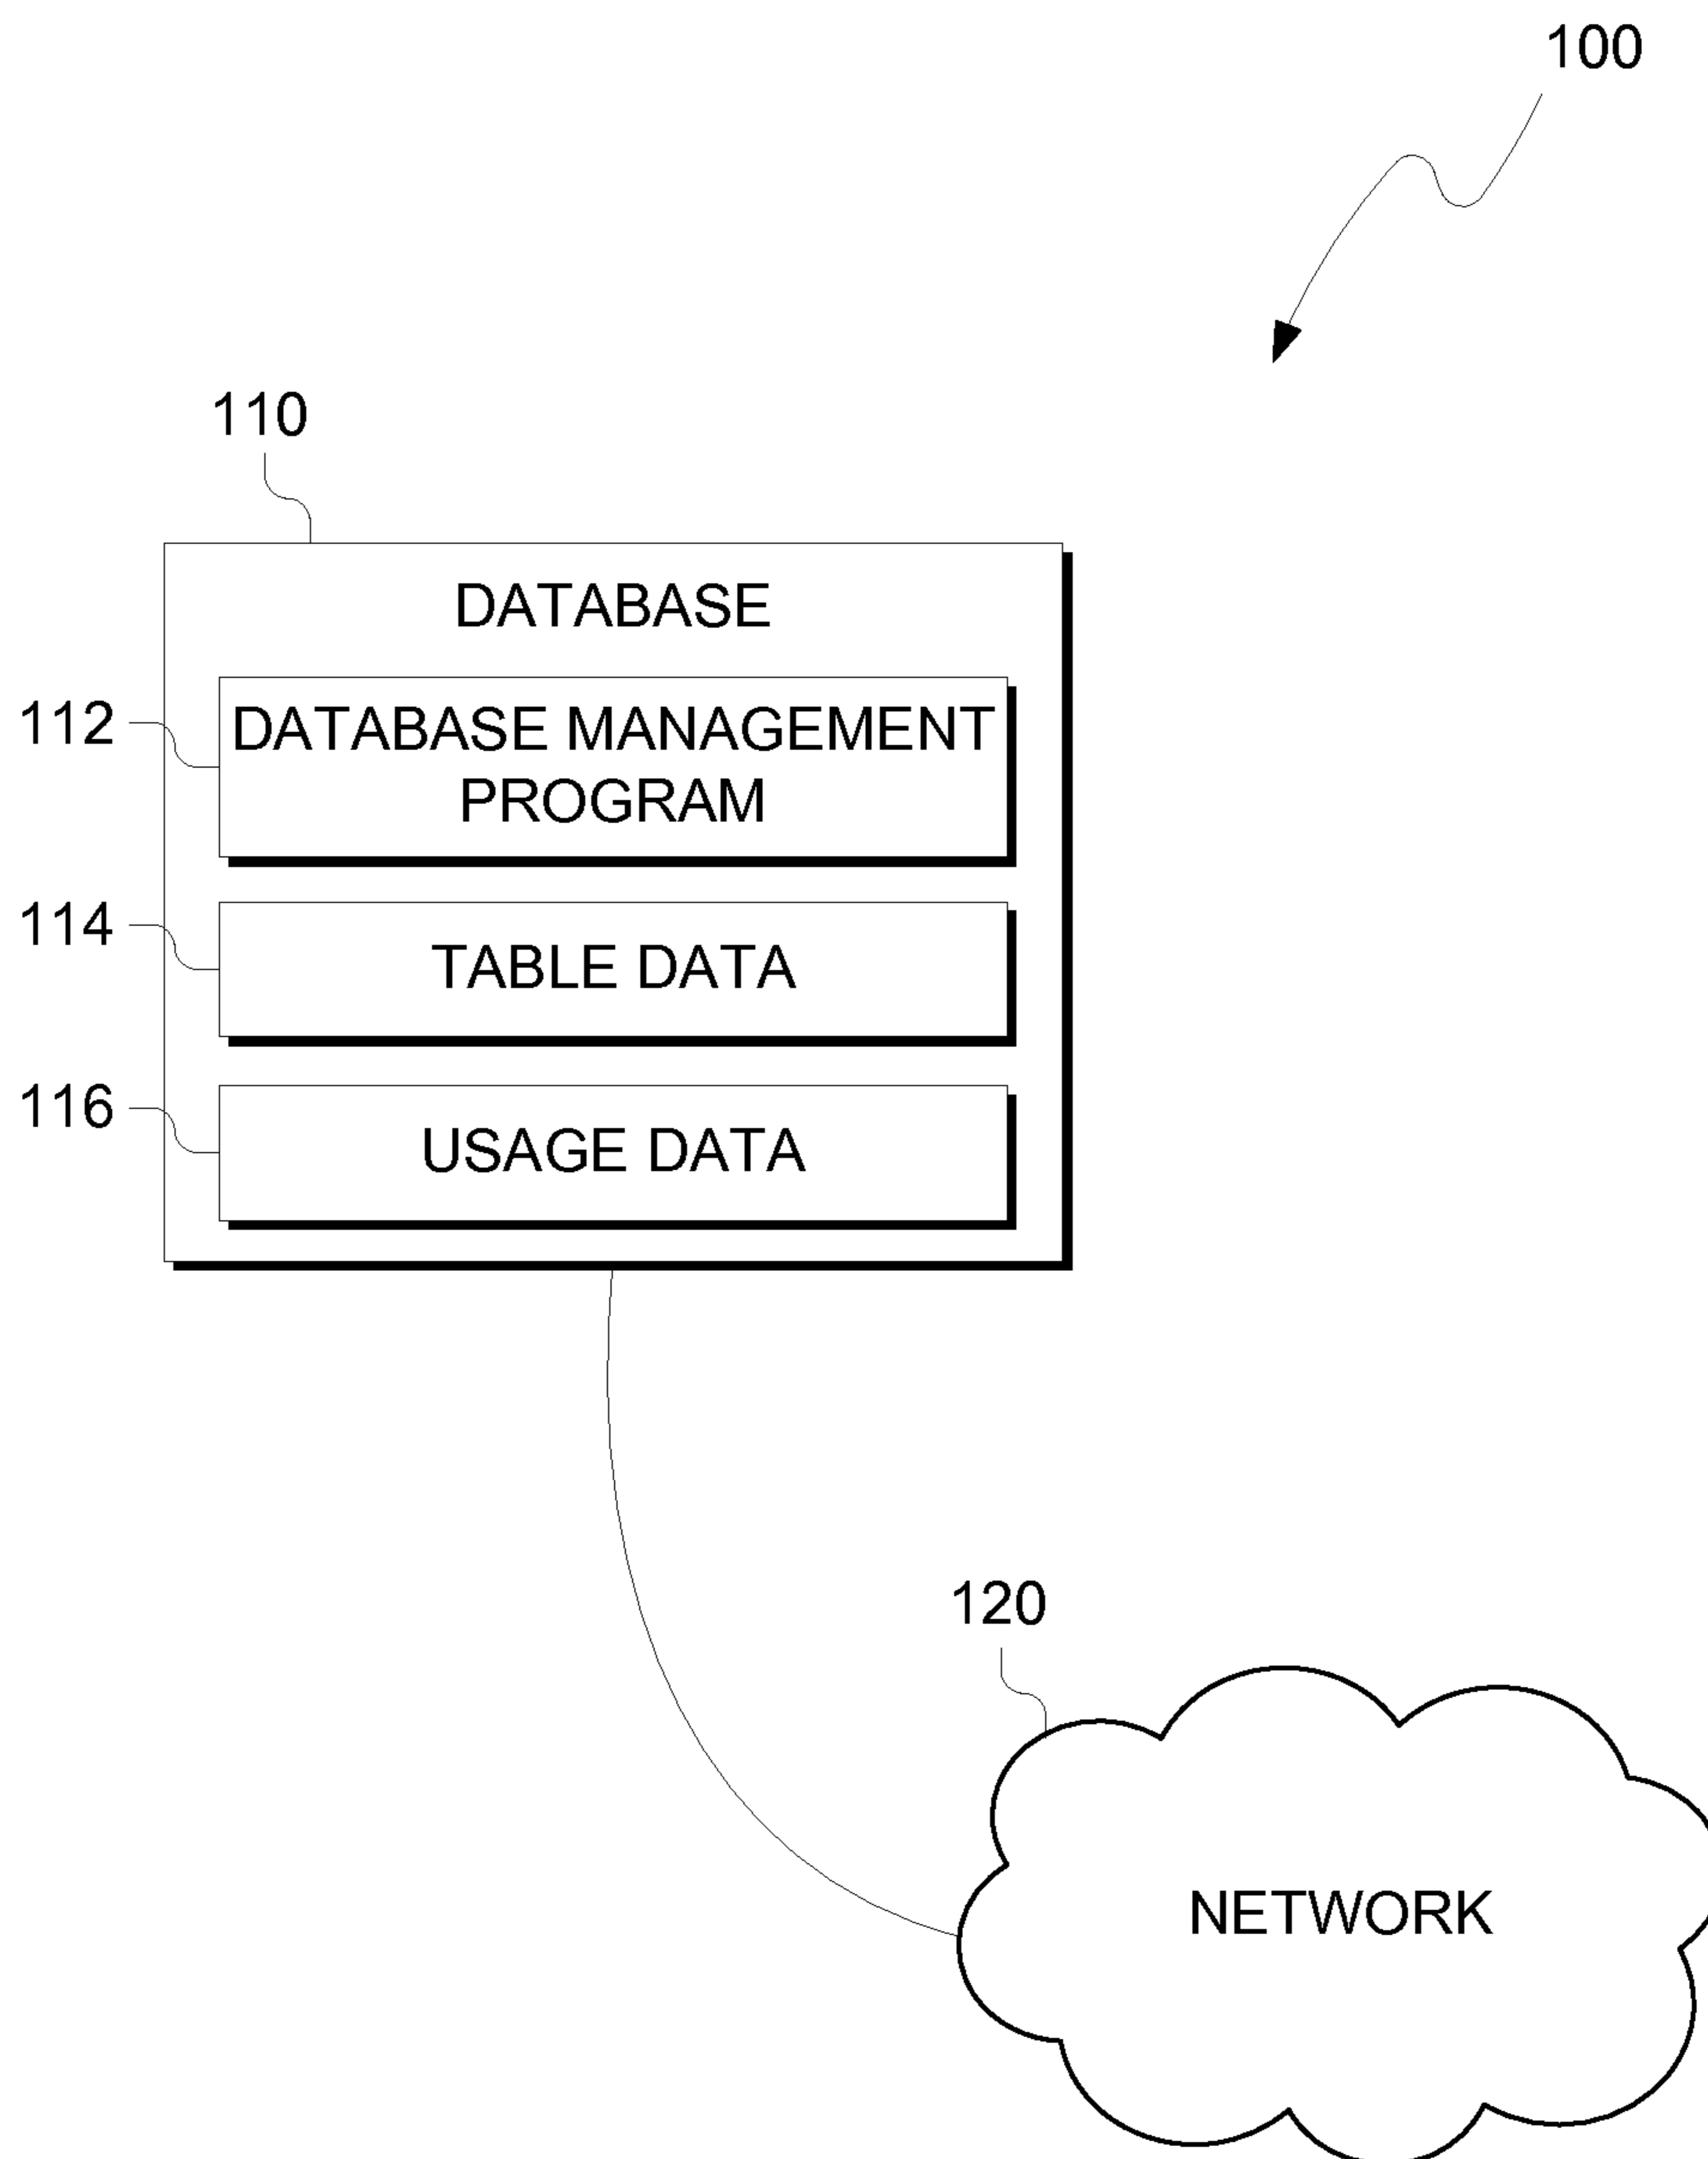 100
110
DATABASE
112
DATABASE MANAGEMENT
PROGRAM
114
TABLE DATA
116
USAGE DATA
120
NETWORK